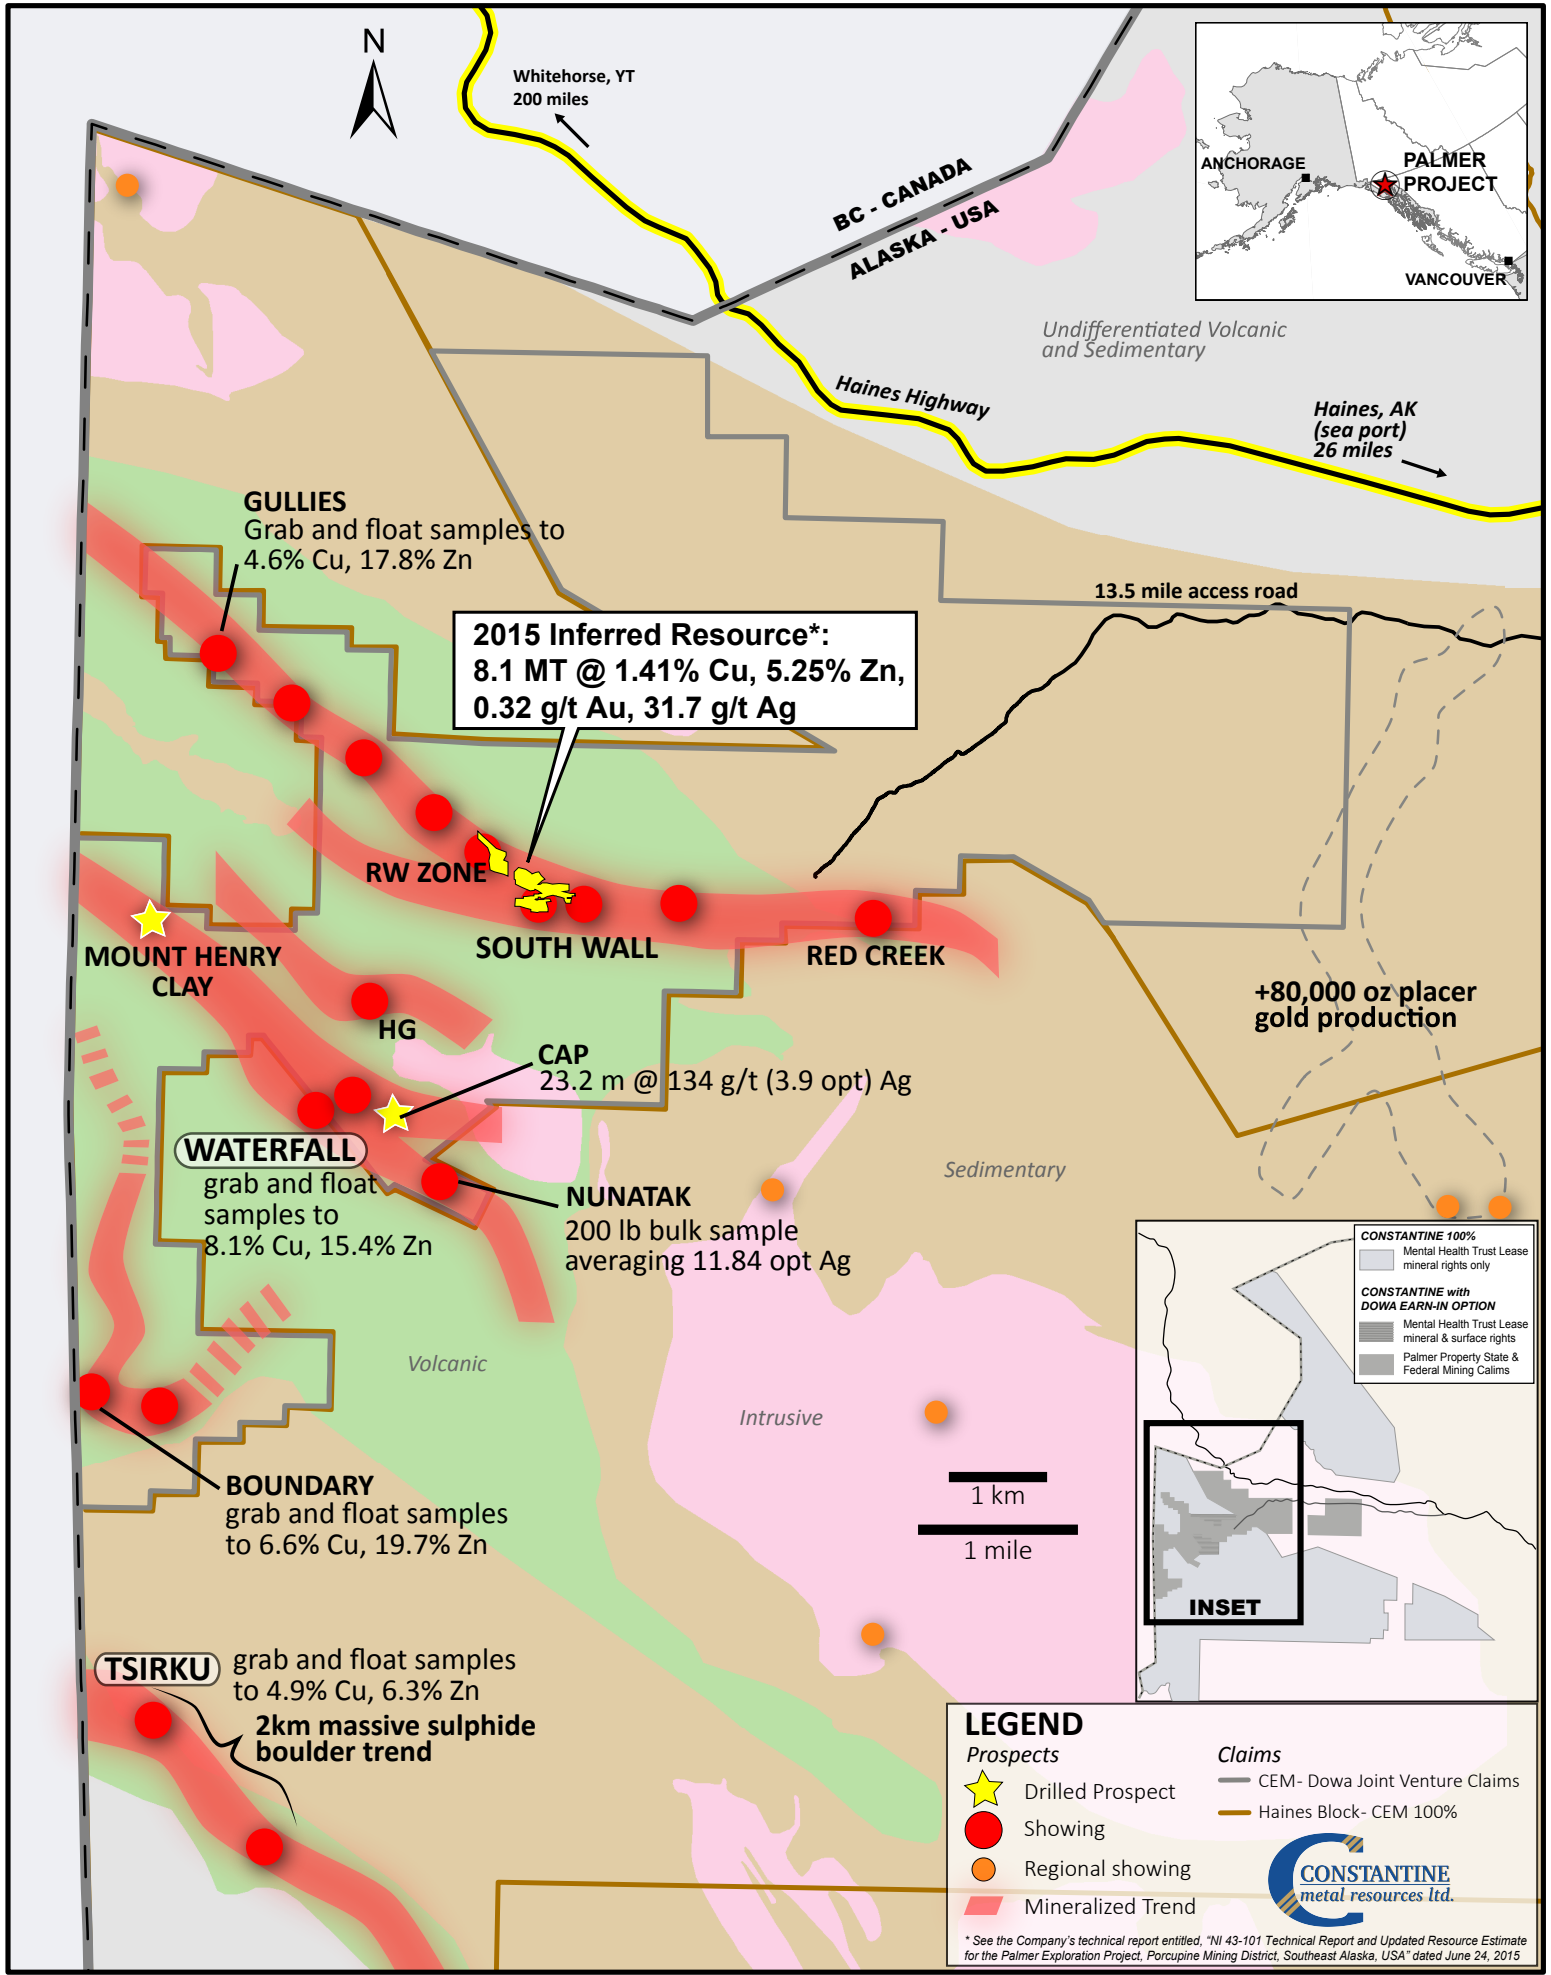 N
Whitehorse, YT
200 miles
BC - CANADA
ALASKA - USA
ANCHORAGE
PALMER
PROJECT
VANCOUVER
Undifferentiated Volcanic
and Sedimentary
Haines Highway
Haines, AK
(sea port)
26 miles
GULLIES
Grab and float samples to
4.6% Cu, 17.8% Zn
13.5 mile access road
2015 Inferred Resource*:
8.1 MT @ 1.41% Cu, 5.25% Zn,
0.32 g/t Au, 31.7 g/t Ag
RW ZONE
SOUTH WALL
RED CREEK
MOUNT HENRY
CLAY
HG
+80,000 oz placer
gold production
CAP
23.2 m @ 134 g/t (3.9 opt) Ag
WATERFALL
grab and float
samples to
8.1% Cu, 15.4% Zn
NUNATAK
200 lb bulk sample
averaging 11.84 opt Ag
Sedimentary
Volcanic
Intrusive
BOUNDARY
grab and float samples
to 6.6% Cu, 19.7% Zn
1 km
1 mile
CONSTANTINE 100%
Mental Health Trust Lease
mineral rights only
CONSTANTINE with
DOWA EARN-IN OPTION
Mental Health Trust Lease
mineral & surface rights
Palmer Property State &
Federal Mining Calims
INSET
TSIRKU
grab and float samples
to 4.9% Cu, 6.3% Zn
2km massive sulphide
boulder trend
LEGEND
Prospects
Drilled Prospect
Showing
Regional showing
Mineralized Trend
Claims
CEM- Dowa Joint Venture Claims
Haines Block- CEM 100%
CONSTANTINE
metal resources ltd.
* See the Company's technical report entitled, "NI 43-101 Technical Report and Updated Resource Estimate
for the Palmer Exploration Project, Porcupine Mining District, Southeast Alaska, USA" dated June 24, 2015